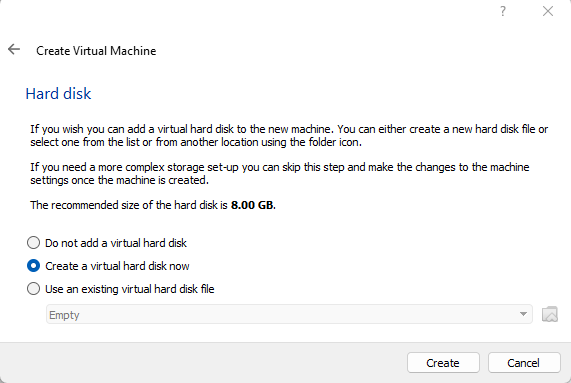 ?
Create Virtual Machine
Hard disk
If you wish you can add a virtual hard disk to the new machine. You can either create a new hard disk file or
select one from the list or from another location using the folder icon.
If you need a more complex storage set-up you can skip this step and make the changes to the machine
settings once the machine is created.
The recommended size of the hard disk is 8.00 GB.
Do not add a virtual hard disk
Create a virtual hard disk now
Use an existing virtual hard disk file
Empty
Create Cancel